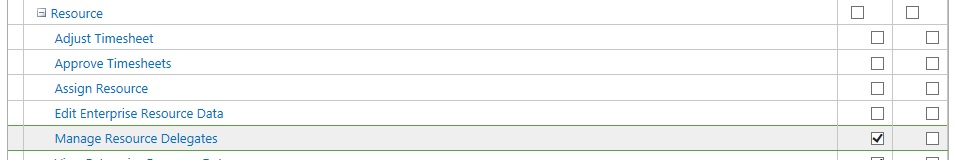 Resource
Adjust Timesheet
Approve Timesheets
Assign Resource
Edit Enterprise Resource Data
Manage Resource Delegates